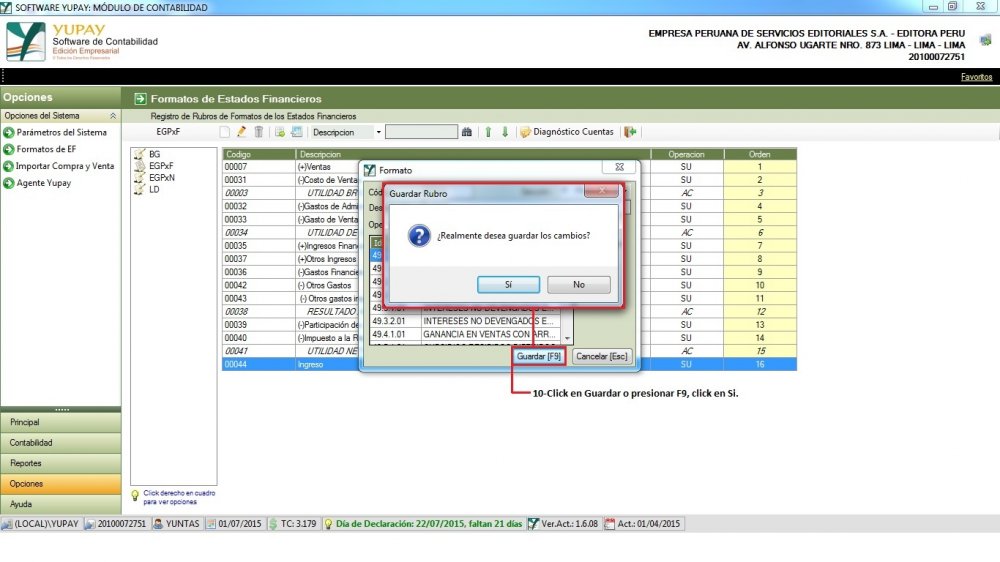 SOFTWARE YUPAY: MÓDULO DE CONTABILIDAD
YUPAY
Software de Contabilidad
Edición Empresarial
EMPRESA PERUANA DE SERVICIOS EDITORIALES S.A. - EDITORA PERU
AV. ALFONSO UGARTE NRO. 873 LIMA - LIMA - LIMA
20100072751
Favoritos
Opciones
Opciones del Sistema
Parámetros del Sistema
Formatos de EF
Importar Compra y Venta
Agente Yupay
Formatos de Estados Financieros
Registro de Rubros de Formatos de los Estados Financieros
EGPxF
Descripcion
Diagnóstico Cuentas
BG
EGPxF
EGPxN
LD
Codigo Descripcion Operacion Orden
00007 (+)Ventas SU 1
00031 (-)Costo de Venta SU 2
00003 UTILIDAD BR AC 3
00032 (-)Gastos de Admi SU 4
00033 (-)Gasto de Venta SU 5
00034 UTILIDAD DE AC 6
00035 (+)Ingresos Finan SU 7
00037 (+)Otros Ingresos SU 8
00036 (-)Gastos Financie SU 9
00042 (-) Otros Gastos SU 10
00043 (-) Otros gastos in SU 11
00038 RESULTADO AC 12
00039 (-)Participación de SU 13
00040 (-)Impuesto a la R SU 14
00041 UTILIDAD NE AC 15
00044 Ingreso SU 16
Formato
Cód
Des
Ope
Id
49
49
49
49
INTERESES NO DEVENGADOS E...
49.3.2.01 INTERESES NO DEVENGADOS E...
49.4.1.01 GANANCIA EN VENTAS CON ARR...
Guardar [F9] Cancelar [Esc]
Guardar Rubro
¿Realmente desea guardar los cambios?
Sí No
10-Click en Guardar o presionar F9, click en Si.
Principal
Contabilidad
Reportes
Opciones
Ayuda
Click derecho en cuadro
para ver opciones
(LOCAL)\YUPAY 20100072751 YUNTAS 01/07/2015 TC: 3.179 Día de Declaración: 22/07/2015, faltan 21 días Ver.Act.: 1.6.08 Act.: 01/04/2015